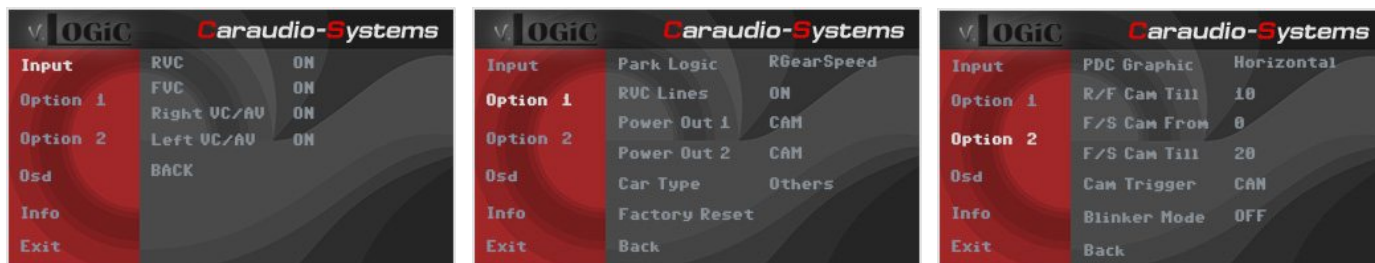 v.LOGiC Caraudio-Systems
Input RVC ON
Option 1 FVC ON
Right VC/AV ON
Option 2 Left VC/AV ON
Osd BACK
Info
Exit
v.LOGiC Caraudio-Systems
Input Park Logic RGearSpeed
Option 1 RVC Lines ON
Power Out 1 CAM
Option 2 Power Out 2 CAM
Osd Car Type Others
Info Factory Reset
Exit Back
v.LOGiC Caraudio-Systems
Input PDC Graphic Horizontal
Option 1 R/F Cam Till 10
F/S Cam From 0
Option 2 F/S Cam Till 20
Osd Cam Trigger CAN
Info Blinker Mode OFF
Exit Back